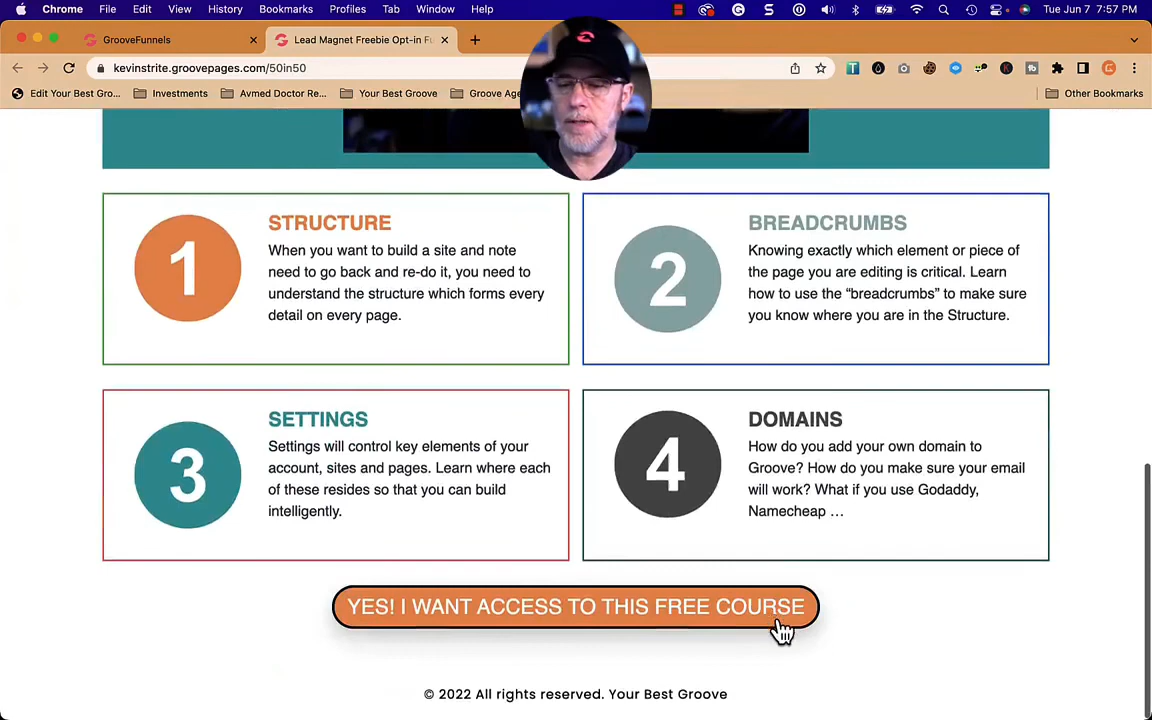 Chrome File Edit View History Bookmarks Profiles Tab Window Help Tue Jun 7 7:57 PM
GrooveFunnels Lead Magnet Freebie Opt-in Fu
kevinstrite.groovepages.com/50in50
Edit Your Best Gro... Investments Avmed Doctor Re... Your Best Groove Groove Age Other Bookmarks
1
STRUCTURE
When you want to build a site and note
need to go back and re-do it, you need to
understand the structure which forms every
detail on every page.
2
BREADCRUMBS
Knowing exactly which element or piece of
the page you are editing is critical. Learn
how to use the “breadcrumbs” to make sure
you know where you are in the Structure.
3
SETTINGS
Settings will control key elements of your
account, sites and pages. Learn where each
of these resides so that you can build
intelligently.
4
DOMAINS
How do you add your own domain to
Groove? How do you make sure your email
will work? What if you use Godaddy,
Namecheap …
YES! I WANT ACCESS TO THIS FREE COURSE
© 2022 All rights reserved. Your Best Groove